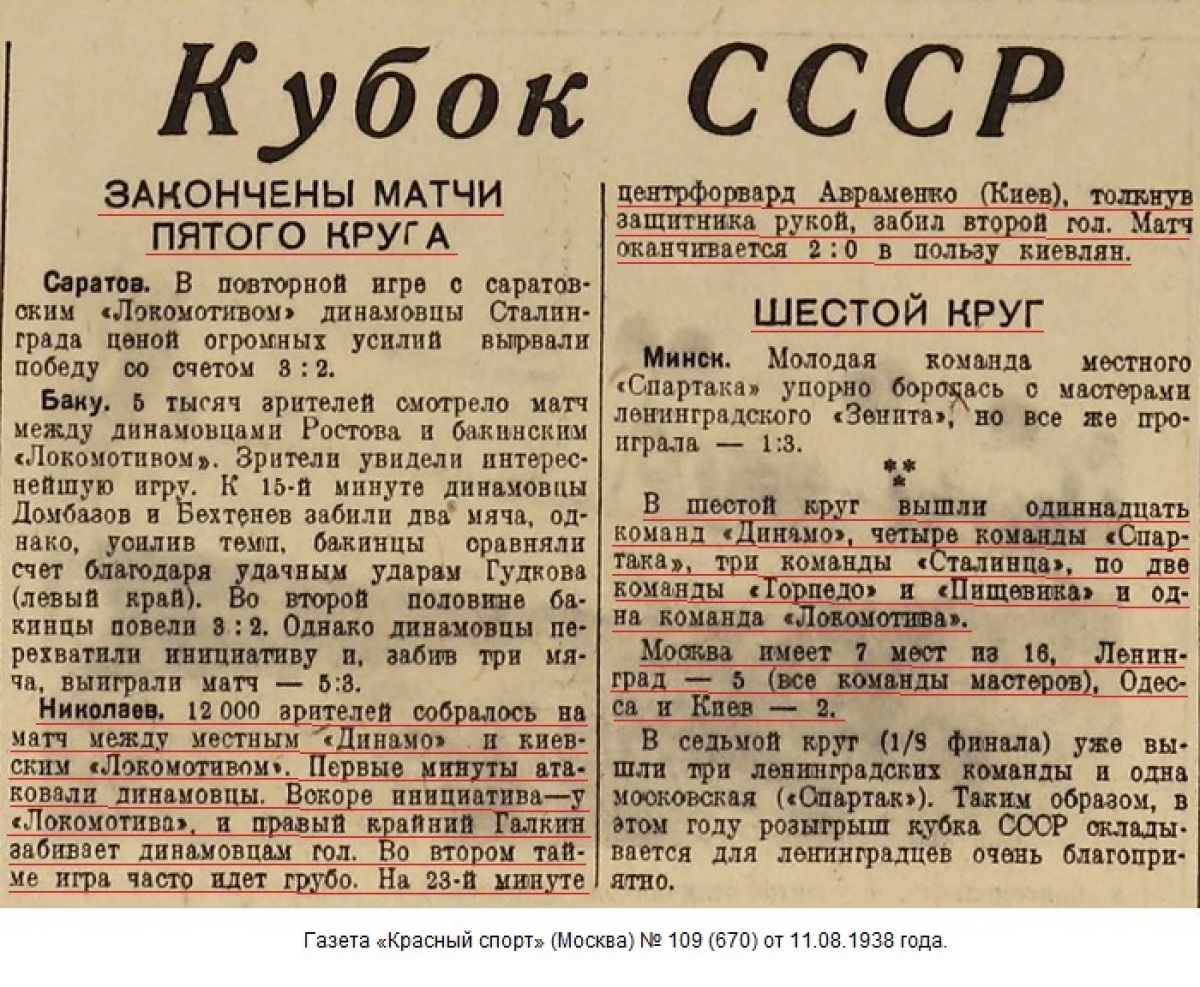 Кубок СССР
ЗАКОНЧЕНЫ МАТЧИ
ПЯТОГО КРУГА
Саратов. В повторной игре с саратов-
ским «Локомотивом» динамовцы Сталин-
града ценой огромных усилий вырвали
победу со счетом 3 : 2.
Баку. 5 тысяч зрителей смотрело матч
между динамовцами Ростова и бакинским
«Локомотивом». Зрители увидели интерес-
нейшую игру. К 15-й минуте динамовцы
Домбазов и Бехтенев забили два мяча, од-
нако, усилив темп, бакинцы сравняли
счет благодаря удачным ударам Гудкова
(левый край). Во второй половине ба-
кинцы повели 3 : 2. Однако динамовцы пе-
рехватили инициативу и, забив три мя-
ча, выиграли матч — 5:3.
Николаев. 12 000 зрителей собралось на
матч между местным «Динамо» и киев-
ским «Локомотивом». Первые минуты ата-
ковали динамовцы. Вскоре инициатива—у
«Локомотива», и правый крайний Галкин
забивает динамовцам гол. Во втором тай-
ме игра часто идет грубо. На 23-й минуте
центрфорвард Авраменко (Киев), толкнув
защитника рукой, забил второй гол. Матч
оканчивается 2 : 0 в пользу киевлян.
ШЕСТОЙ КРУГ
Минск. Молодая команда местного
«Спартака» упорно боролась с мастерами
ленинградского «Зенита», но все же про-
играла — 1:3.
* *
*
В шестой круг вышли одиннадцать
команд «Динамо», четыре команды «Спар-
така», три команды «Сталинца», по две
команды «Торпедо» и «Пищевика» и од-
на команда «Локомотива».
Москва имеет 7 мест из 16, Ленин-
град — 5 (все команды мастеров), Одес-
са и Киев — 2.
В седьмой круг (1/8 финала) уже вы-
шли три ленинградских команды и одна
московская («Спартак»). Таким образом, в
этом году розыгрыш кубка СССР склады-
вается для ленинградцев очень благоприя-
ятно.
Газета «Красный спорт» (Москва) № 109 (670) от 11.08.1938 года.